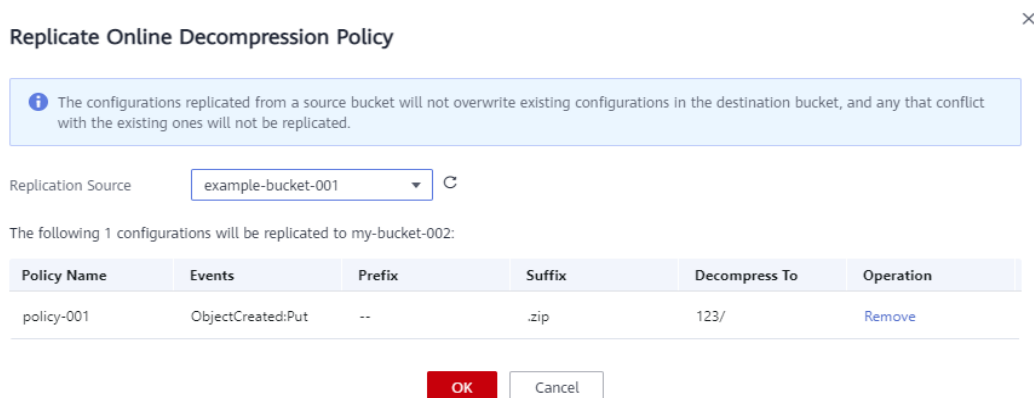 Replicate Online Decompression Policy
The configurations replicated from a source bucket will not overwrite existing configurations in the destination bucket, and any that conflict
with the existing ones will not be replicated.
Replication Source example-bucket-001
The following 1 configurations will be replicated to my-bucket-002:
Policy Name Events Prefix Suffix Decompress To Operation
policy-001 ObjectCreated:Put -- .zip 123/ Remove
OK Cancel